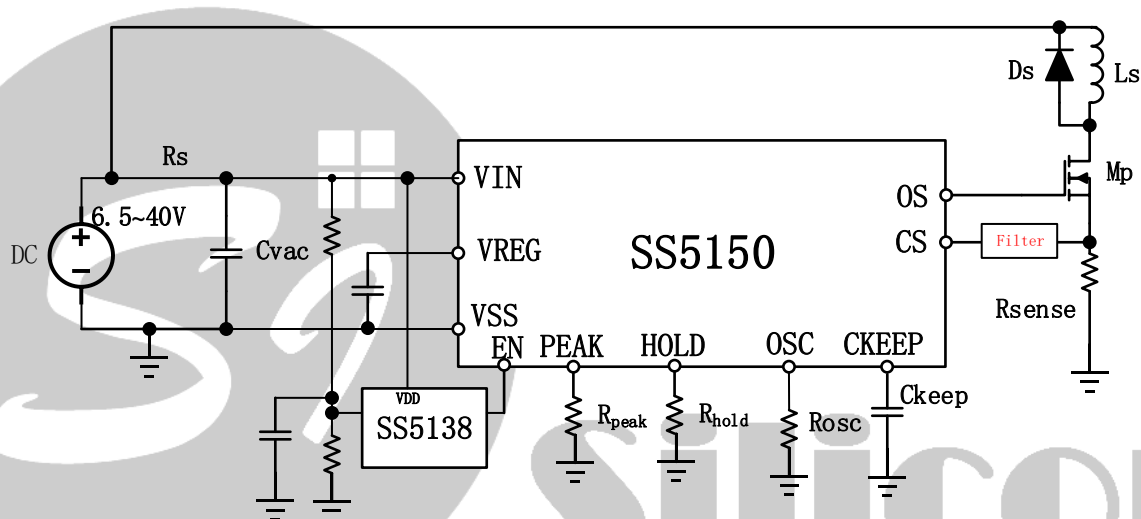 Ds
Ls
Rs
VIN
Mp
6.5~40V
OS
DC
+
−
Cvac
VREG
SS5150
CS
Filter
VSS
Rsense
EN
PEAK
HOLD
OSC
CKEEP
VDD
SS5138
Rpeak
Rhold
Rosc
Ckeep
Silicon